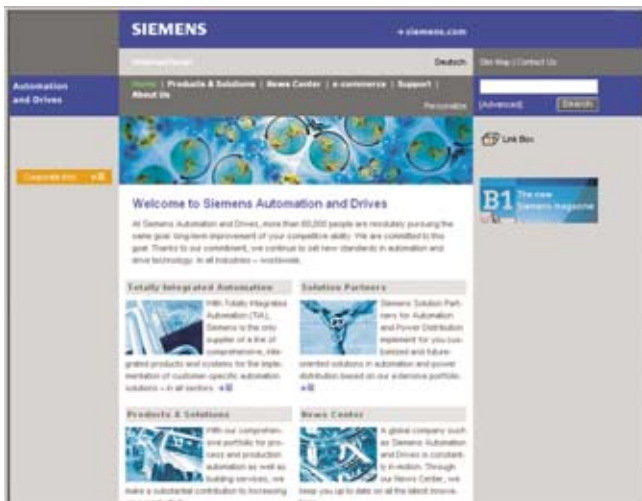 SIEMENS
siemens.com
International
Deutsch
Site Map | Contact Us
Automation
and Drives
Home | Products & Solutions | News Center | e-commerce | Support |
About Us
Personalize
[Advanced]
Search
Link Box
Corporate Info
B1 The new
Siemens magazine
Welcome to Siemens Automation and Drives
At Siemens Automation and Drives, more than 60,000 people are resolutely pursuing the
same goal: long-term improvement of your competitive ability. We are committed to this
goal. Thanks to our commitment, we continue to set new standards in automation and
drive technology. In all industries – worldwide.
Totally Integrated Automation
With Totally Integrated
Automation (TIA),
Siemens is the only
supplier of a line of
comprehensive, inte-
grated products and systems for the imple-
mentation of customer-specific automation
solutions – in all sectors.
Solution Partners
Siemens Solution Part-
ners for Automation
and Power Distribution
implement for you cus-
tomized and future-
oriented solutions in automation and power
distribution based on our extensive portfolio.
Products & Solutions
With our comprehen-
sive portfolio for pro-
cess and production
automation as well as
building services, we
make a substantial contribution to increasing
News Center
A global company such
as Siemens Automation
and Drives is constant-
ly in motion. Through
our News Center, we
keep you up to date on all the latest innova-